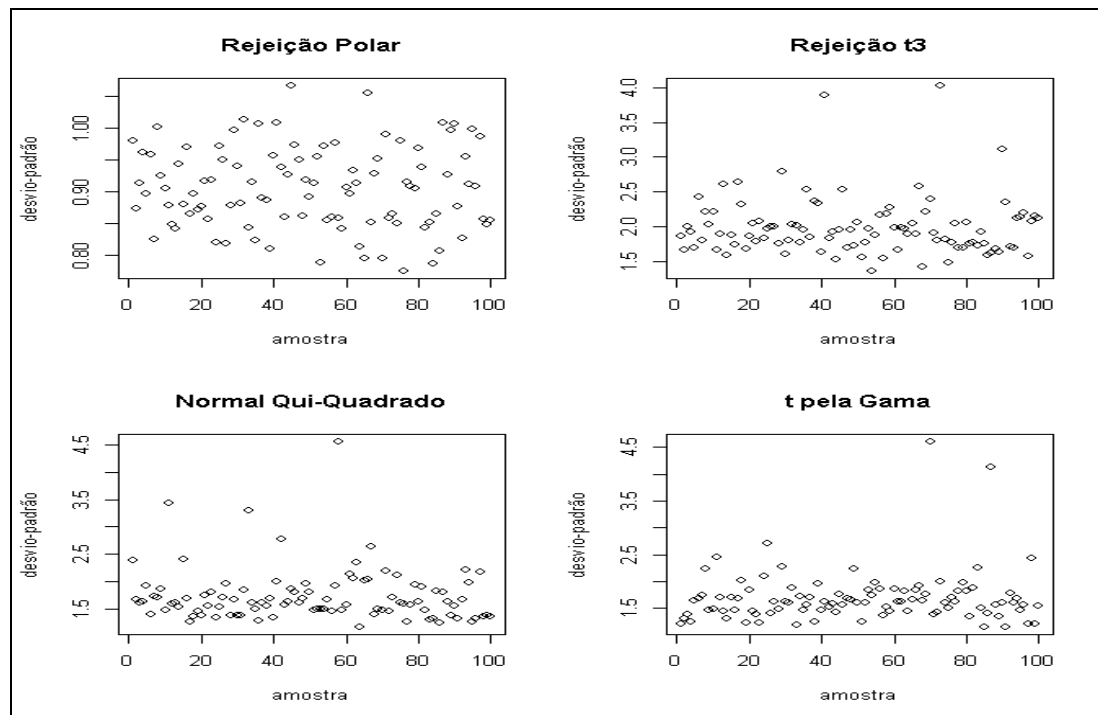 Rejeição Polar
desvio-padrão
1.00
0.90
0.80
0 20 40 60 80 100
amostra
Rejeição t3
desvio-padrão
4.0
3.5
3.0
2.5
2.0
1.5
0 20 40 60 80 100
amostra
Normal Qui-Quadrado
desvio-padrão
4.5
3.5
2.5
1.5
0 20 40 60 80 100
amostra
t pela Gama
desvio-padrão
4.5
3.5
2.5
1.5
0 20 40 60 80 100
amostra